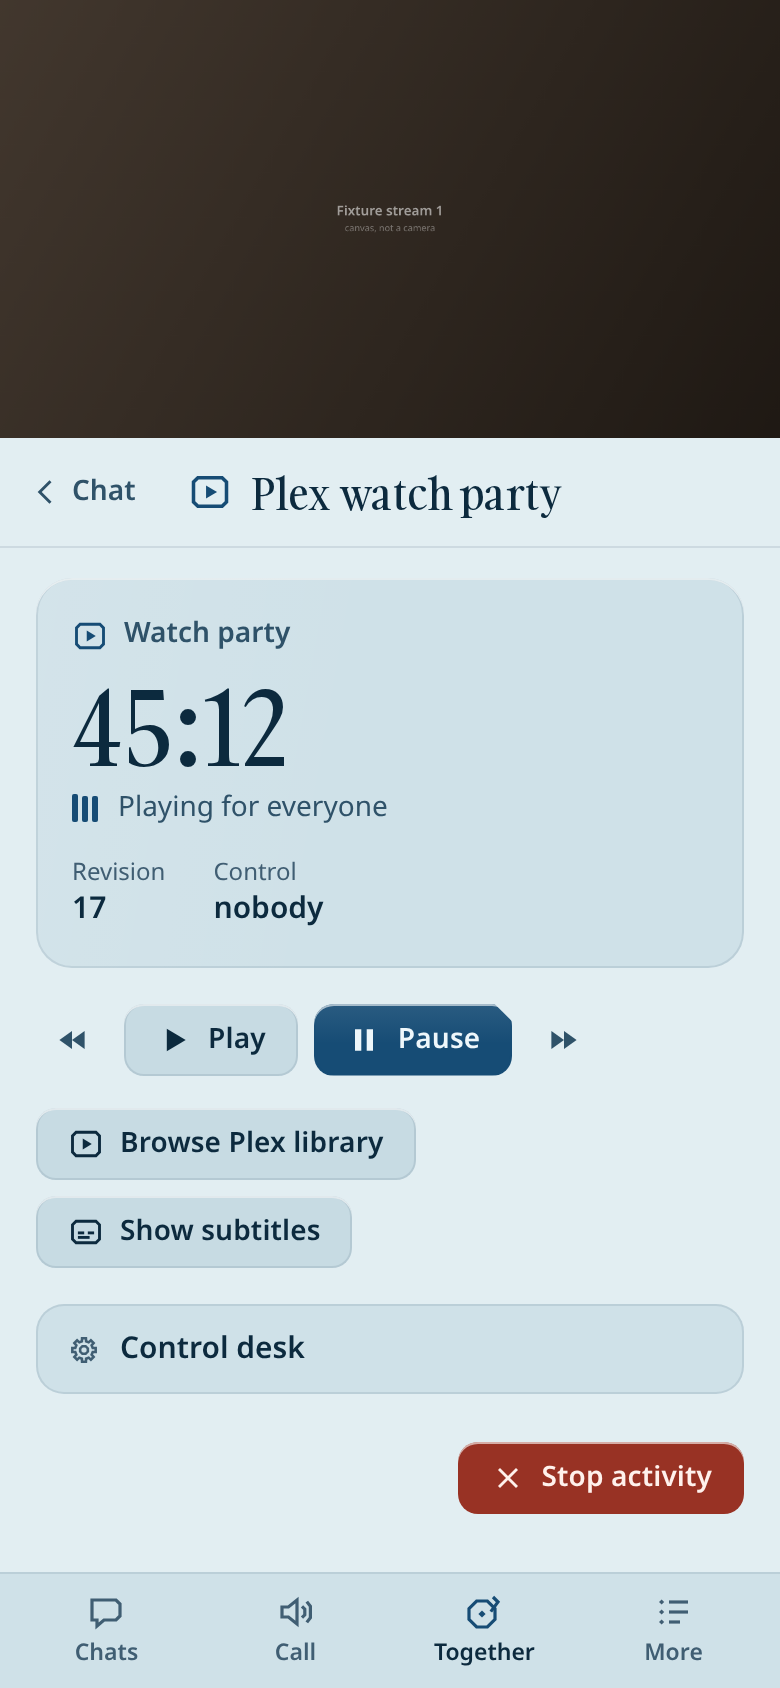 Fixture stream 1
canvas, not a camera
Chat
Plex watch party
Watch party
45:12
Playing for everyone
Revision Control
17 nobody
Play Pause
Browse Plex library
Show subtitles
Control desk
Stop activity
Chats Call Together More